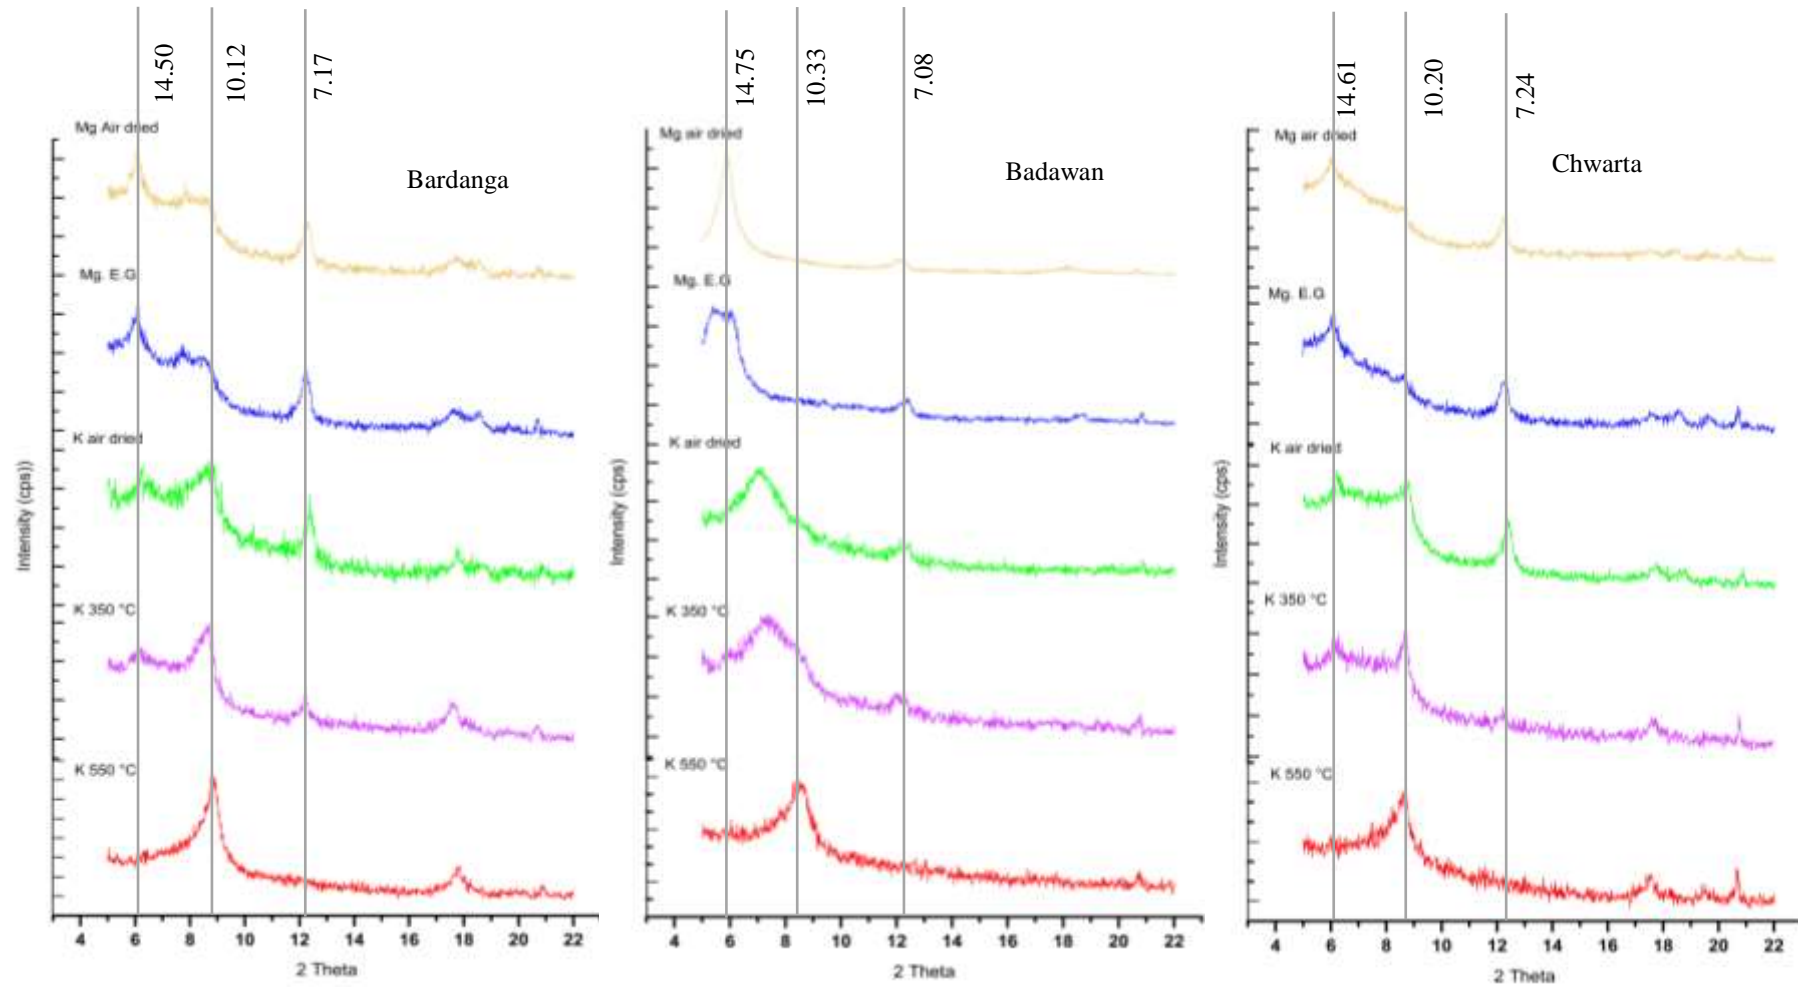 14.50
10.12
7.17
Mg Air dried
Bardanga
Mg. E.G
K air dried
K 350 °C
K 550 °C
Intensity (cps))
4 6 8 10 12 14 16 18 20 22
2 Theta
14.75
10.33
7.08
Mg air dried
Badawan
Mg. E.G
K air dried
K 350 °C
K 550 °C
Intensity (cps)
4 6 8 10 12 14 16 18 20 22
2 Theta
14.61
10.20
7.24
Mg air dried
Chwarta
Mg. E.G
K air dried
K 350 °C
K 550 °C
Intensity (cps)
4 6 8 10 12 14 16 18 20 22
2 Theta